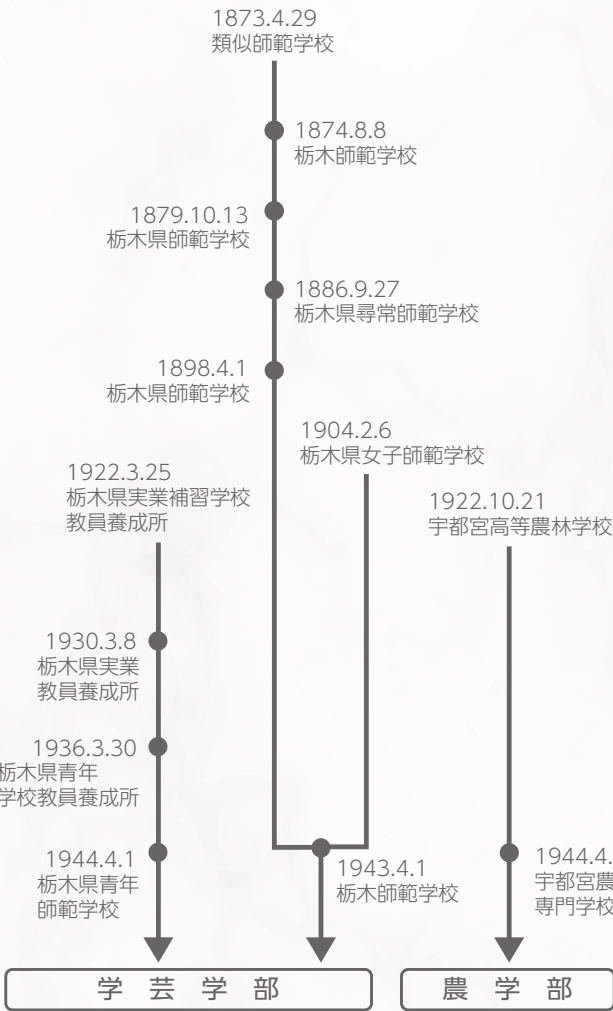 1873.4.29
類似師範学校
1874.8.8
栃木師範学校
1879.10.13
栃木県師範学校
1886.9.27
栃木県尋常師範学校
1898.4.1
栃木県師範学校
1904.2.6
栃木県女子師範学校
1922.3.25
栃木県実業補習学校
教員養成所
1922.10.21
宇都宮高等農林学校
1930.3.8
栃木県実業
教員養成所
1936.3.30
栃木県青年
学校教員養成所
1944.4.1
栃木県青年
師範学校
1943.4.1
栃木師範学校
1944.4.
宇都宮農
専門学校
学芸学部
農学部